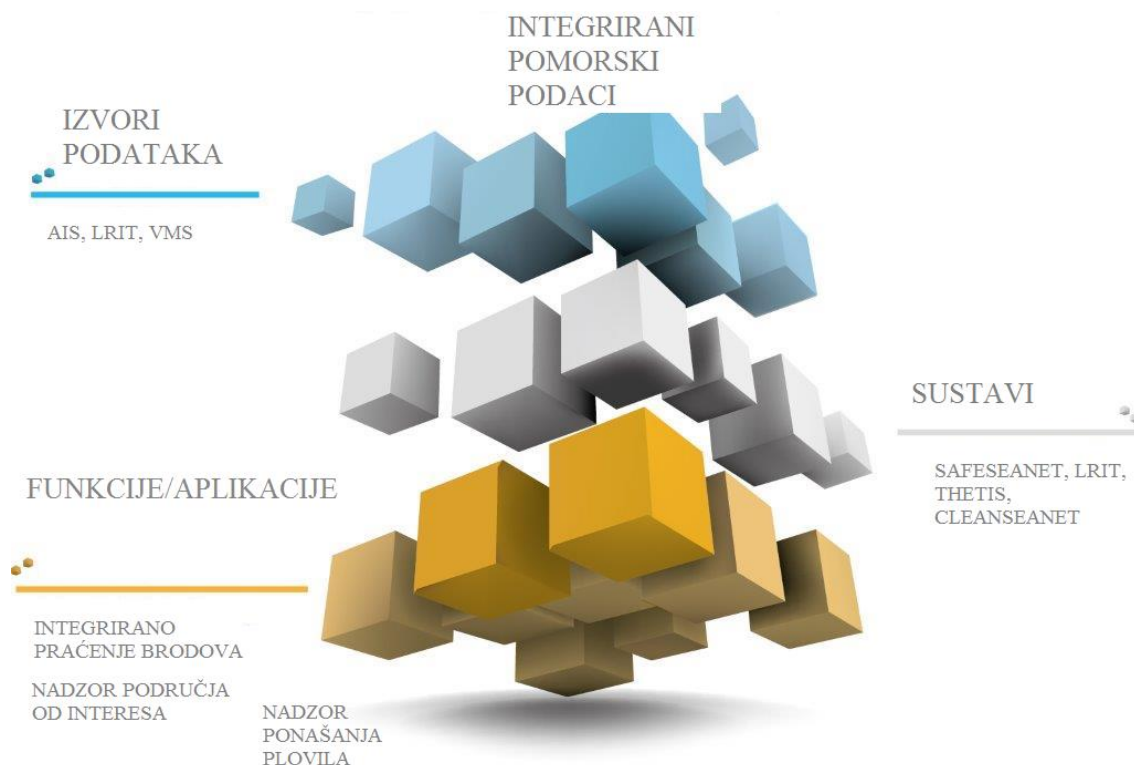 INTEGRIRANI
POMORSKI
PODACI
IZVORI
PODATAKA
AIS, LRIT, VMS
SUSTAVI
SAFESEANET, LRIT,
THETIS,
CLEANSEANET
FUNKCIJE/APLIKACIJE
INTEGRIRANO
PRAĆENJE BRODOVA
NADZOR PODRUČJA
OD INTERESA
NADZOR
PONAŠANJA
PLOVILA